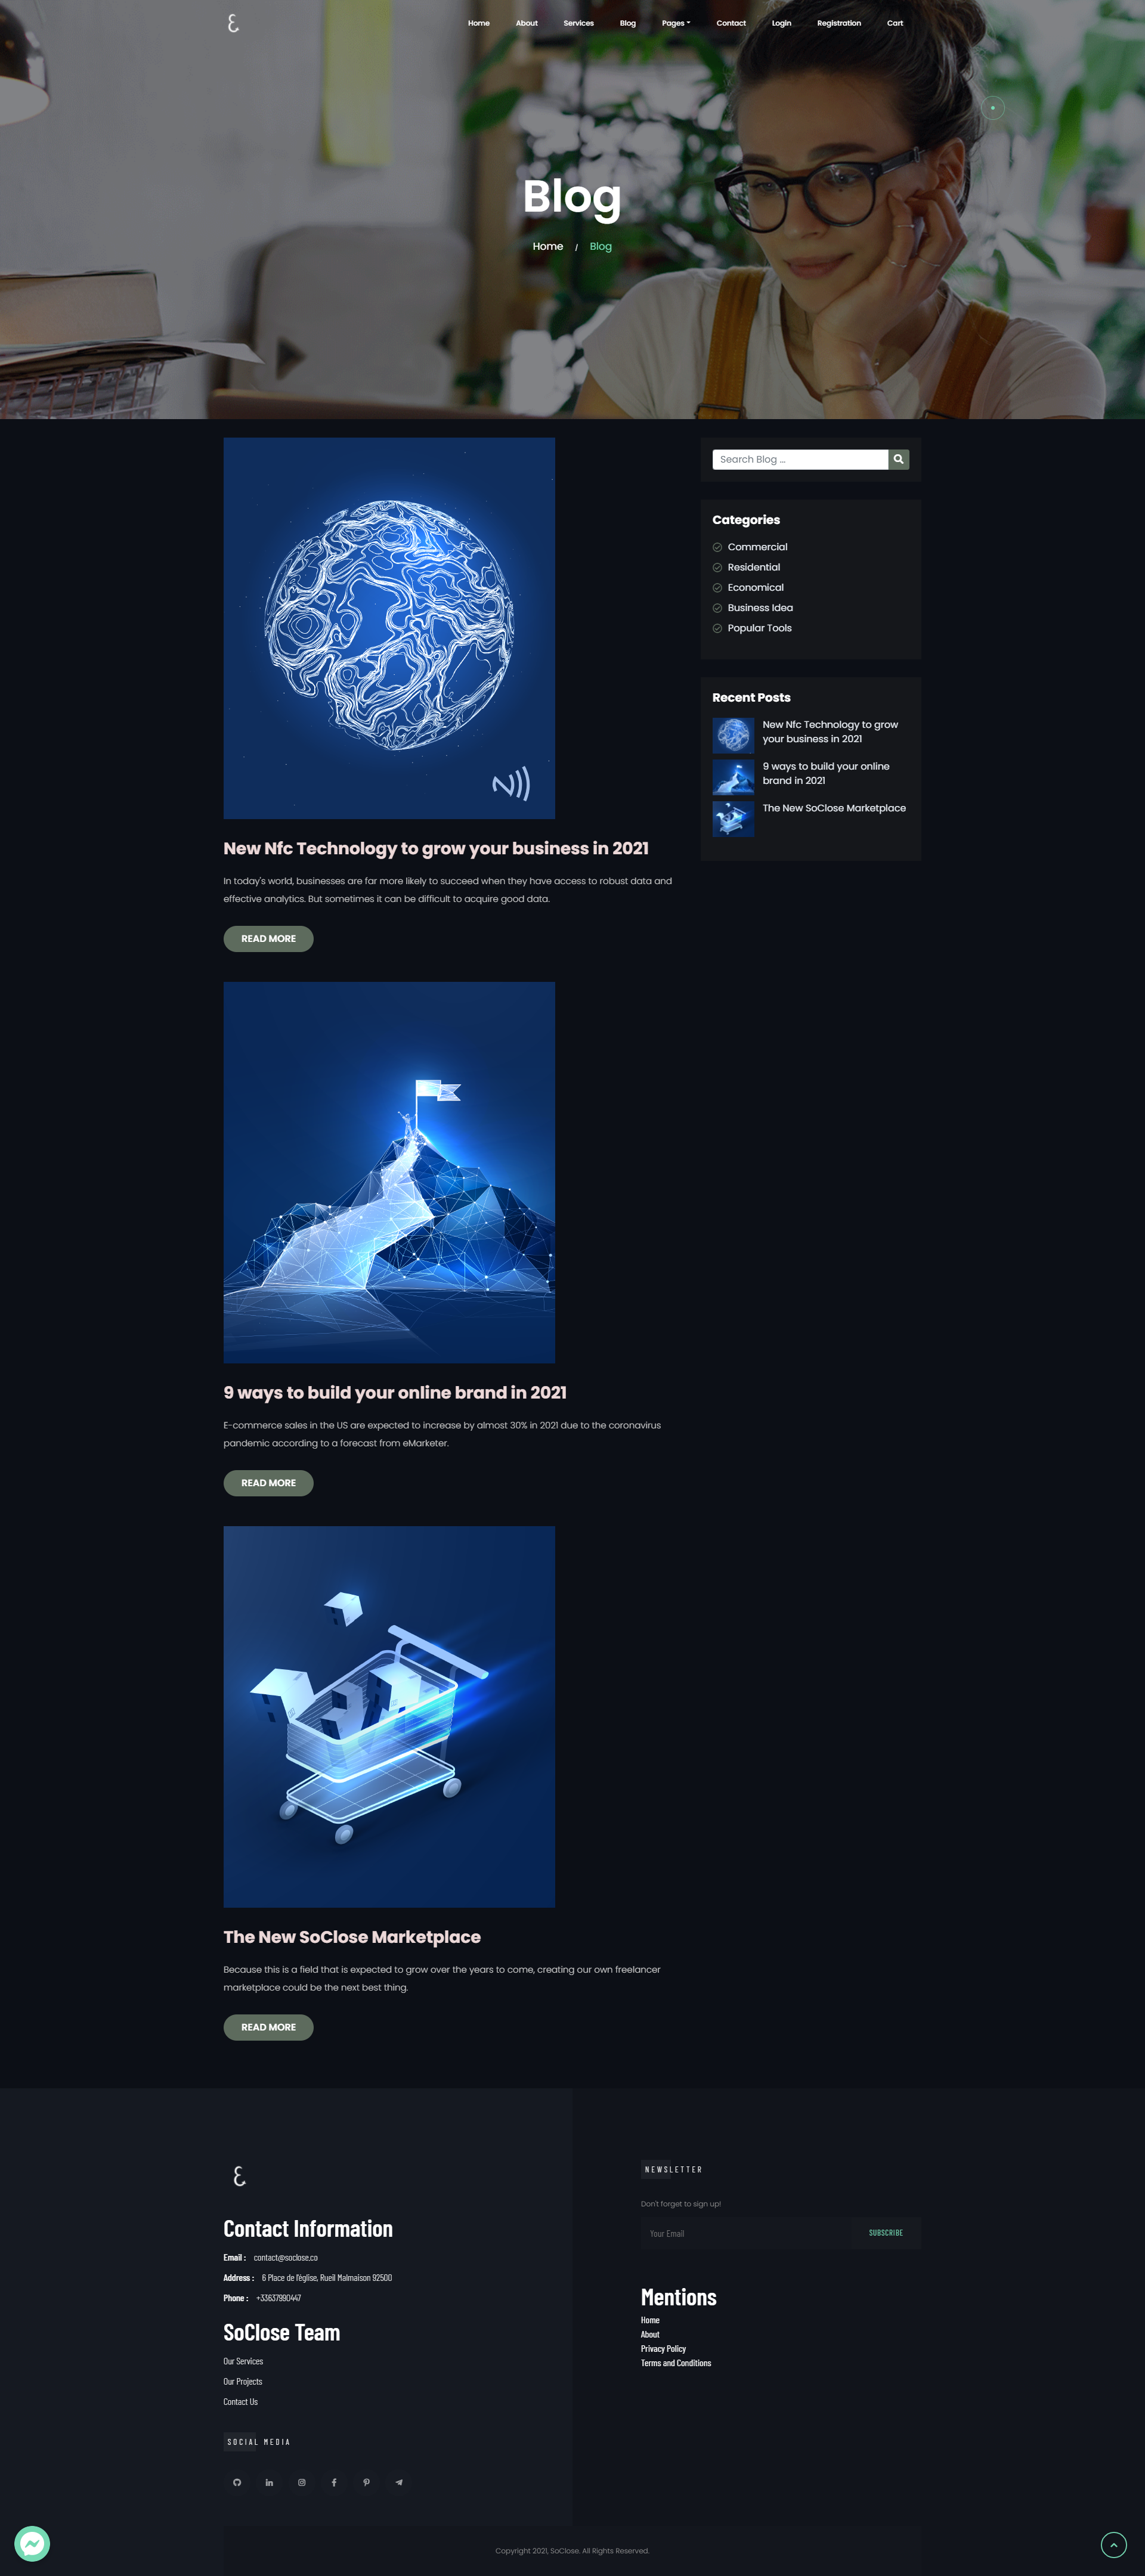 Home About Services Blog Pages Contact Login Registration Cart
Blog
Home / Blog
New Nfc Technology to grow your business in 2021
In today's world, businesses are far more likely to succeed when they have access to robust data and
effective analytics. But sometimes it can be difficult to acquire good data.
READ MORE
9 ways to build your online brand in 2021
E-commerce sales in the US are expected to increase by almost 30% in 2021 due to the coronavirus
pandemic according to a forecast from eMarketer.
READ MORE
The New SoClose Marketplace
Because this is a field that is expected to grow over the years to come, creating our own freelancer
marketplace could be the next best thing.
READ MORE
Search Blog ...
Categories
Commercial
Residential
Economical
Business Idea
Popular Tools
Recent Posts
New Nfc Technology to grow
your business in 2021
9 ways to build your online
brand in 2021
The New SoClose Marketplace
Contact Information
Email : contact@soclose.co
Address : 6 Place de l'église, Rueil Malmaison 92500
Phone : +33637990447
SoClose Team
Our Services
Our Projects
Contact Us
SOCIAL MEDIA
NEWSLETTER
Don't forget to sign up!
Your Email SUBSCRIBE
Mentions
Home
About
Privacy Policy
Terms and Conditions
Copyright 2021, SoClose. All Rights Reserved.